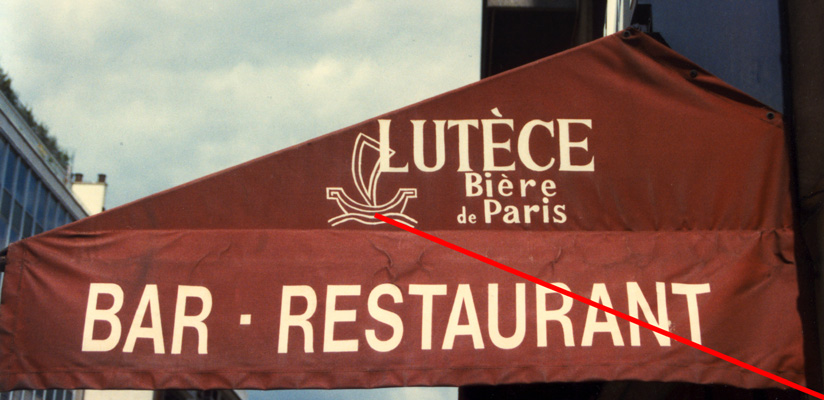 LUTÈCE
Bière
de Paris
BAR · RESTAURANT